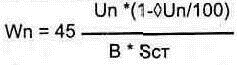 Wn = 45 Un *(1-◊Un/100)
B * Sст